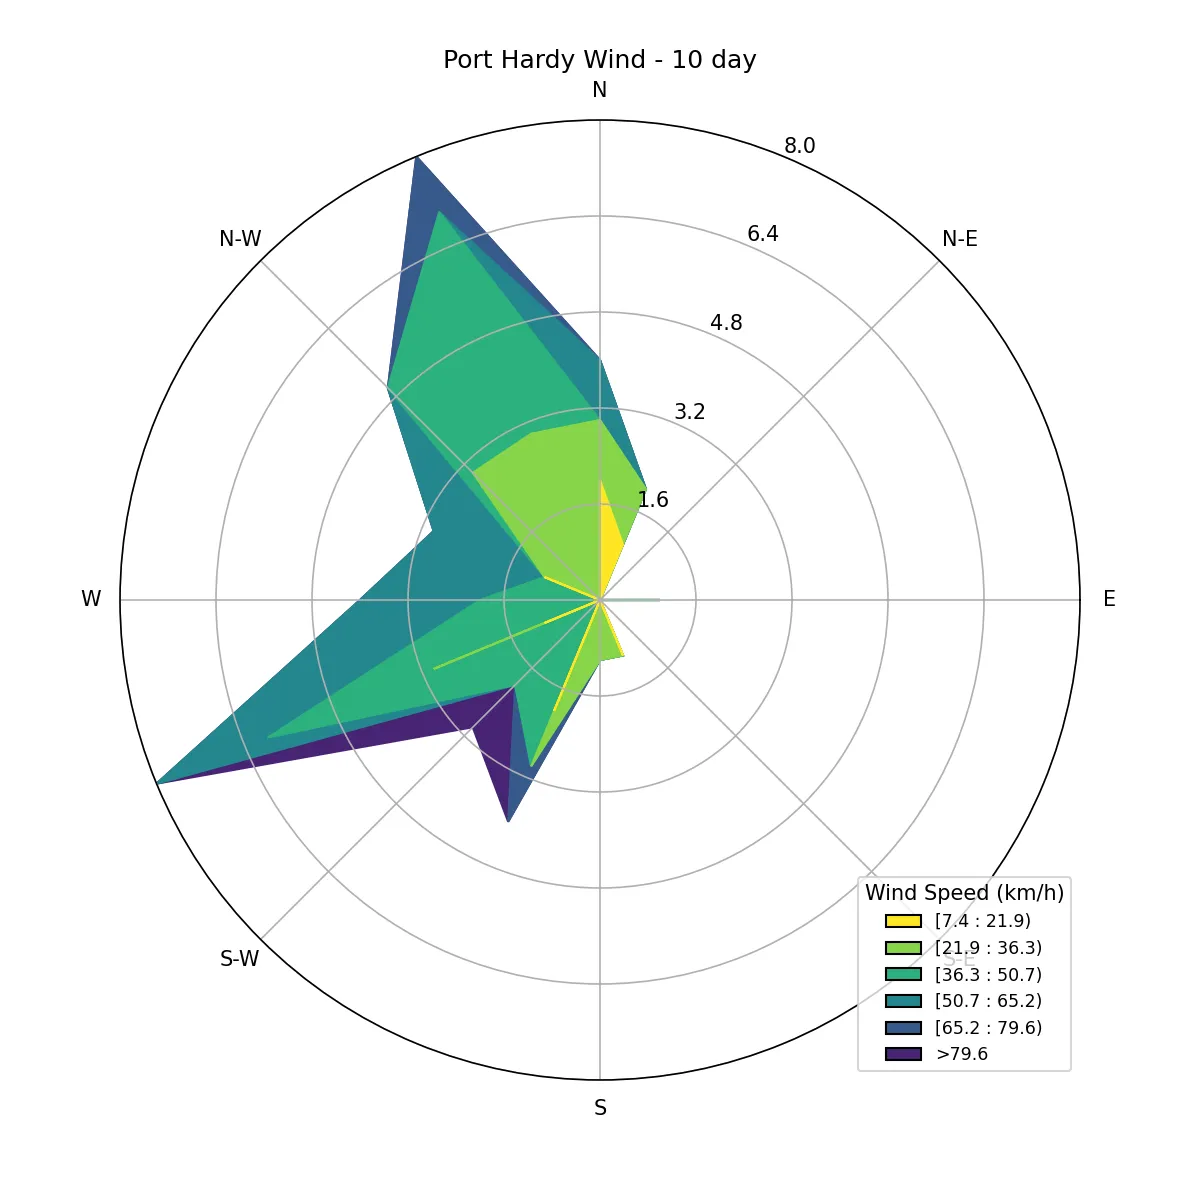 Port Hardy Wind - 10 day
N
8.0
N-W
6.4
N-E
4.8
3.2
1.6
W
E
S-W
S-E
S
Wind Speed (km/h)
[7.4 : 21.9)
[21.9 : 36.3)
[36.3 : 50.7)
[50.7 : 65.2)
[65.2 : 79.6)
>79.6